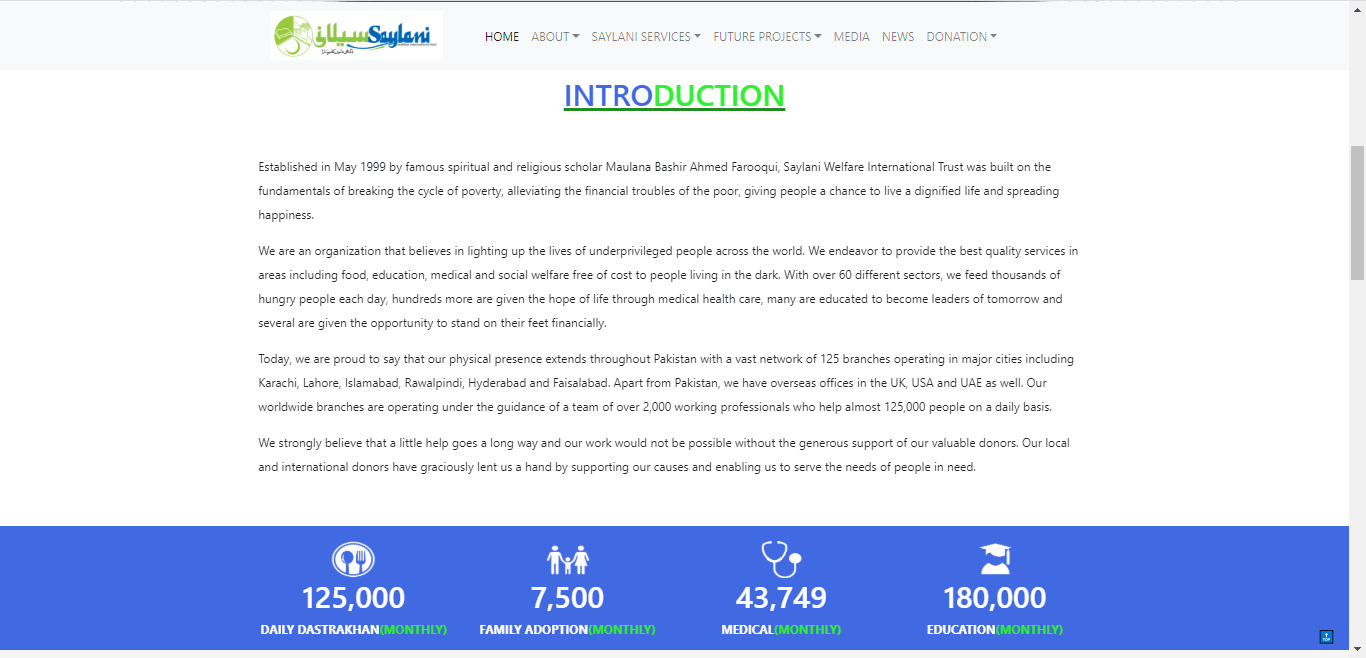 سیلانی Saylani
HOME ABOUT SAYLANI SERVICES FUTURE PROJECTS MEDIA NEWS DONATION
INTRODUCTION
Established in May 1999 by famous spiritual and religious scholar Maulana Bashir Ahmed Farooqui, Saylani Welfare International Trust was built on the
fundamentals of breaking the cycle of poverty, alleviating the financial troubles of the poor, giving people a chance to live a dignified life and spreading
happiness.
We are an organization that believes in lighting up the lives of underprivileged people across the world. We endeavor to provide the best quality services in
areas including food, education, medical and social welfare free of cost to people living in the dark. With over 60 different sectors, we feed thousands of
hungry people each day, hundreds more are given the hope of life through medical health care, many are educated to become leaders of tomorrow and
several are given the opportunity to stand on their feet financially.
Today, we are proud to say that our physical presence extends throughout Pakistan with a vast network of 125 branches operating in major cities including
Karachi, Lahore, Islamabad, Rawalpindi, Hyderabad and Faisalabad. Apart from Pakistan, we have overseas offices in the UK, USA and UAE as well. Our
worldwide branches are operating under the guidance of a team of over 2,000 working professionals who help almost 125,000 people on a daily basis.
We strongly believe that a little help goes a long way and our work would not be possible without the generous support of our valuable donors. Our local
and international donors have graciously lent us a hand by supporting our causes and enabling us to serve the needs of people in need.
125,000 7,500 43,749 180,000
DAILY DASTRAKHAN(MONTHLY) FAMILY ADOPTION(MONTHLY) MEDICAL(MONTHLY) EDUCATION(MONTHLY)
TOP